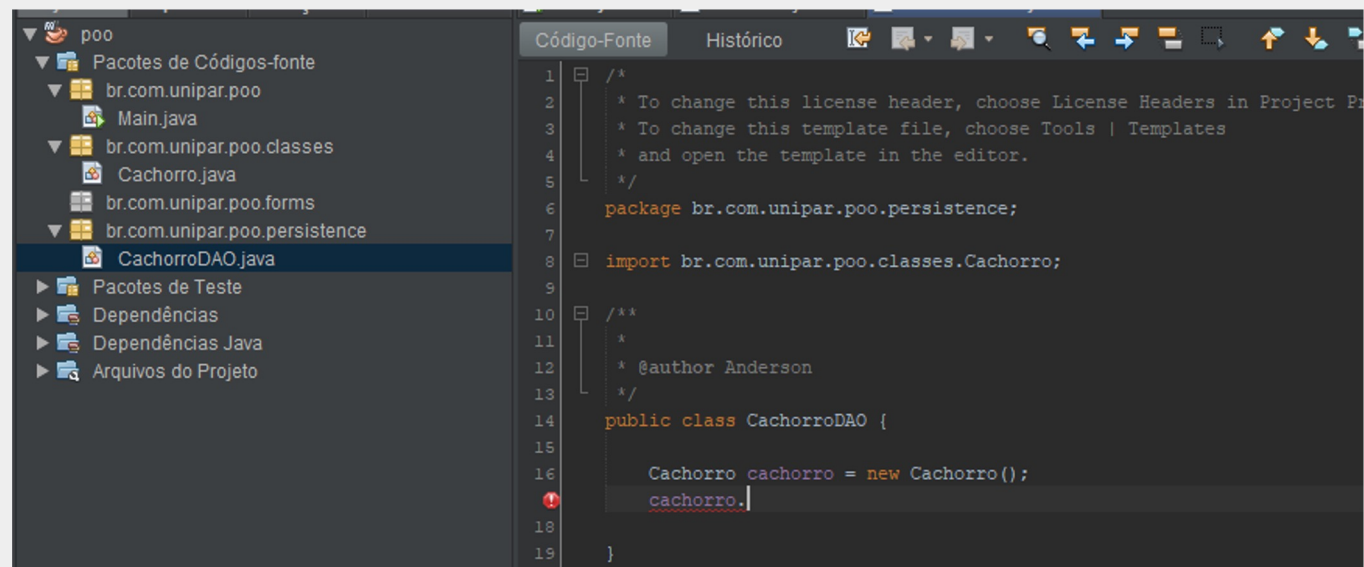 poo
Pacotes de Códigos-fonte
br.com.unipar.poo
Main.java
br.com.unipar.poo.classes
Cachorro.java
br.com.unipar.poo.forms
br.com.unipar.poo.persistence
CachorroDAO.java
Pacotes de Teste
Dependências
Dependências Java
Arquivos do Projeto
Código-Fonte Histórico
1 /*
2 * To change this license header, choose License Headers in Project
3 * To change this template file, choose Tools | Templates
4 * and open the template in the editor.
5 */
6 package br.com.unipar.poo.persistence;
7
8 import br.com.unipar.poo.classes.Cachorro;
9
10 /**
11 *
12 * @author Anderson
13 */
14 public class CachorroDAO {
15
16 Cachorro cachorro = new Cachorro();
cachorro.
18
19 }